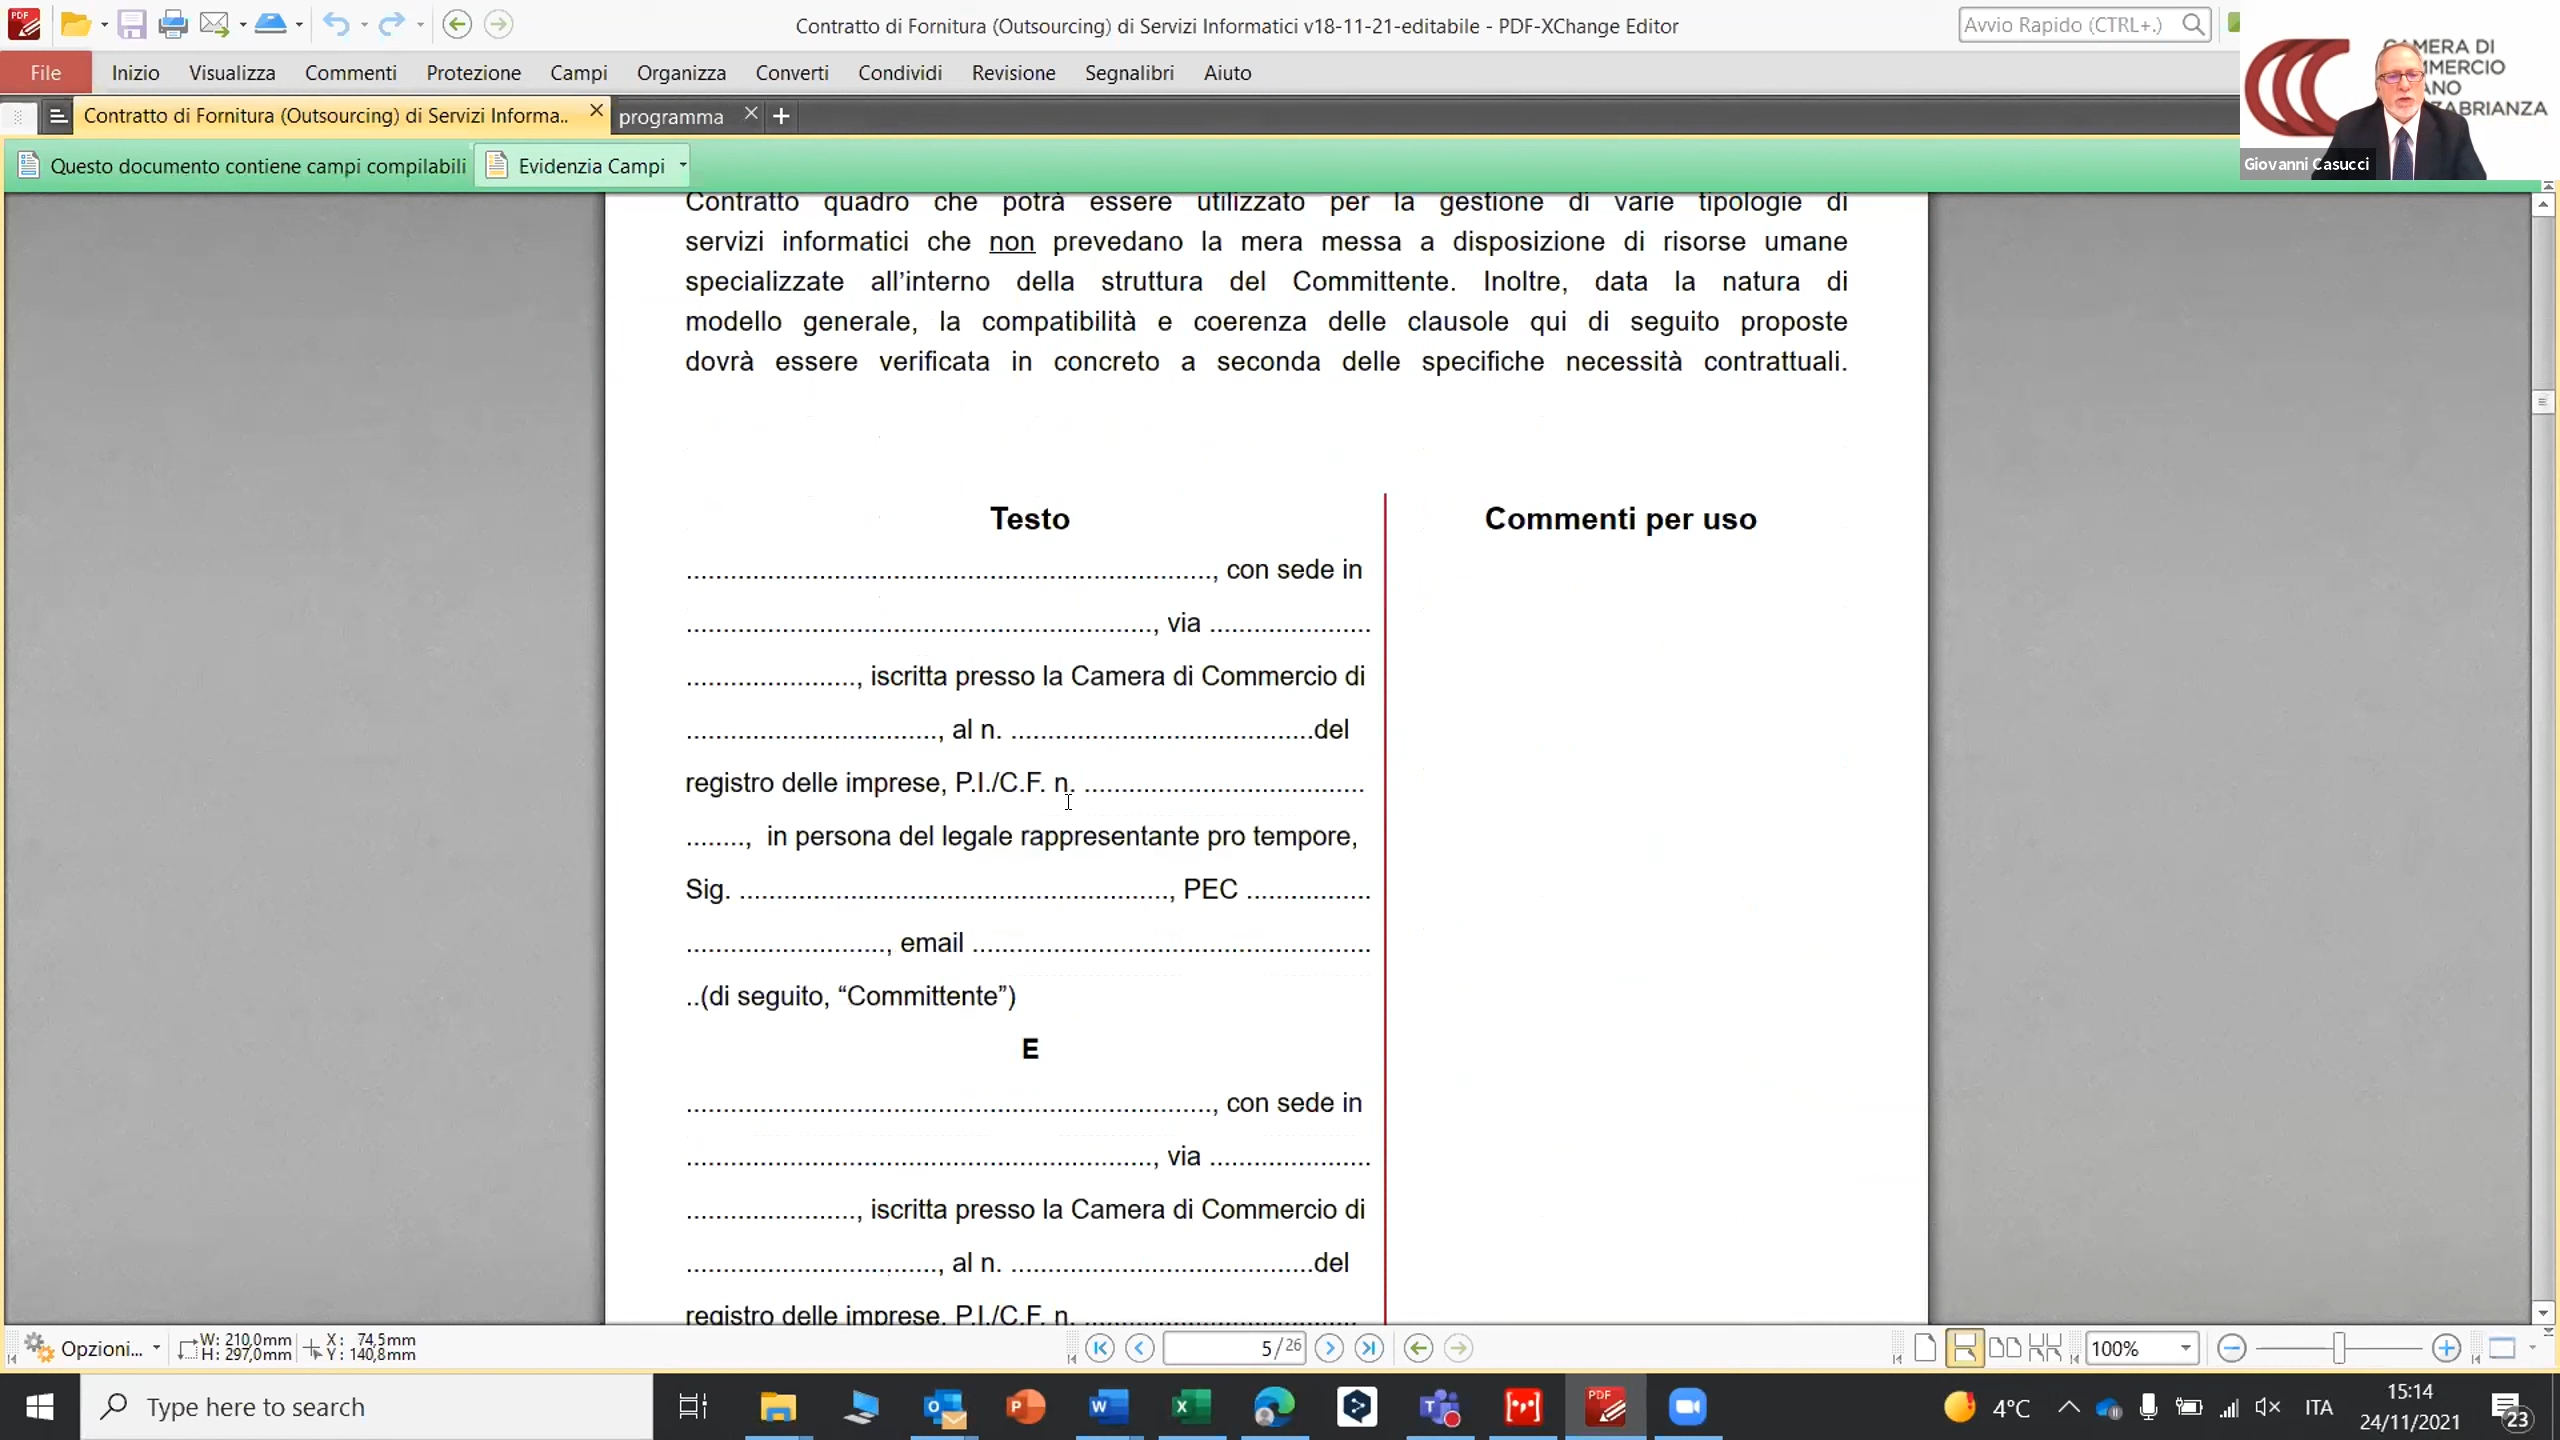 Contratto di Fornitura (Outsourcing) di Servizi Informatici v18-11-21-editabile - PDF-XChange Editor
Avvio Rapido (CTRL+.)
File Inizio Visualizza Commenti Protezione Campi Organizza Converti Condividi Revisione Segnalibri Aiuto
Contratto di Fornitura (Outsourcing) di Servizi Informa.. programma
Questo documento contiene campi compilabili Evidenzia Campi
Giovanni Casucci
Contratto quadro che potrà essere utilizzato per la gestione di varie tipologie di
servizi informatici che non prevedano la mera messa a disposizione di risorse umane
specializzate all’interno della struttura del Committente. Inoltre, data la natura di
modello generale, la compatibilità e coerenza delle clausole qui di seguito proposte
dovrà essere verificata in concreto a seconda delle specifiche necessità contrattuali.
Testo
Commenti per uso
......................................................................, con sede in
.............................................................., via .....................
......................., iscritta presso la Camera di Commercio di
.................................., al n. .........................................del
registro delle imprese, P.I./C.F. n. ......................................
........, in persona del legale rappresentante pro tempore,
Sig. .........................................................., PEC .................
..........................., email ......................................................
..(di seguito, “Committente”)
E
......................................................................, con sede in
.............................................................., via .....................
......................., iscritta presso la Camera di Commercio di
.................................., al n. .........................................del
registro delle imprese, P.I./C.F. n. ......................................
Opzioni... W: 210,0mm X: 74,5mm
H: 297,0mm Y: 140,8mm
5 / 26
100%
Type here to search
4°C ITA 15:14
24/11/2021
23